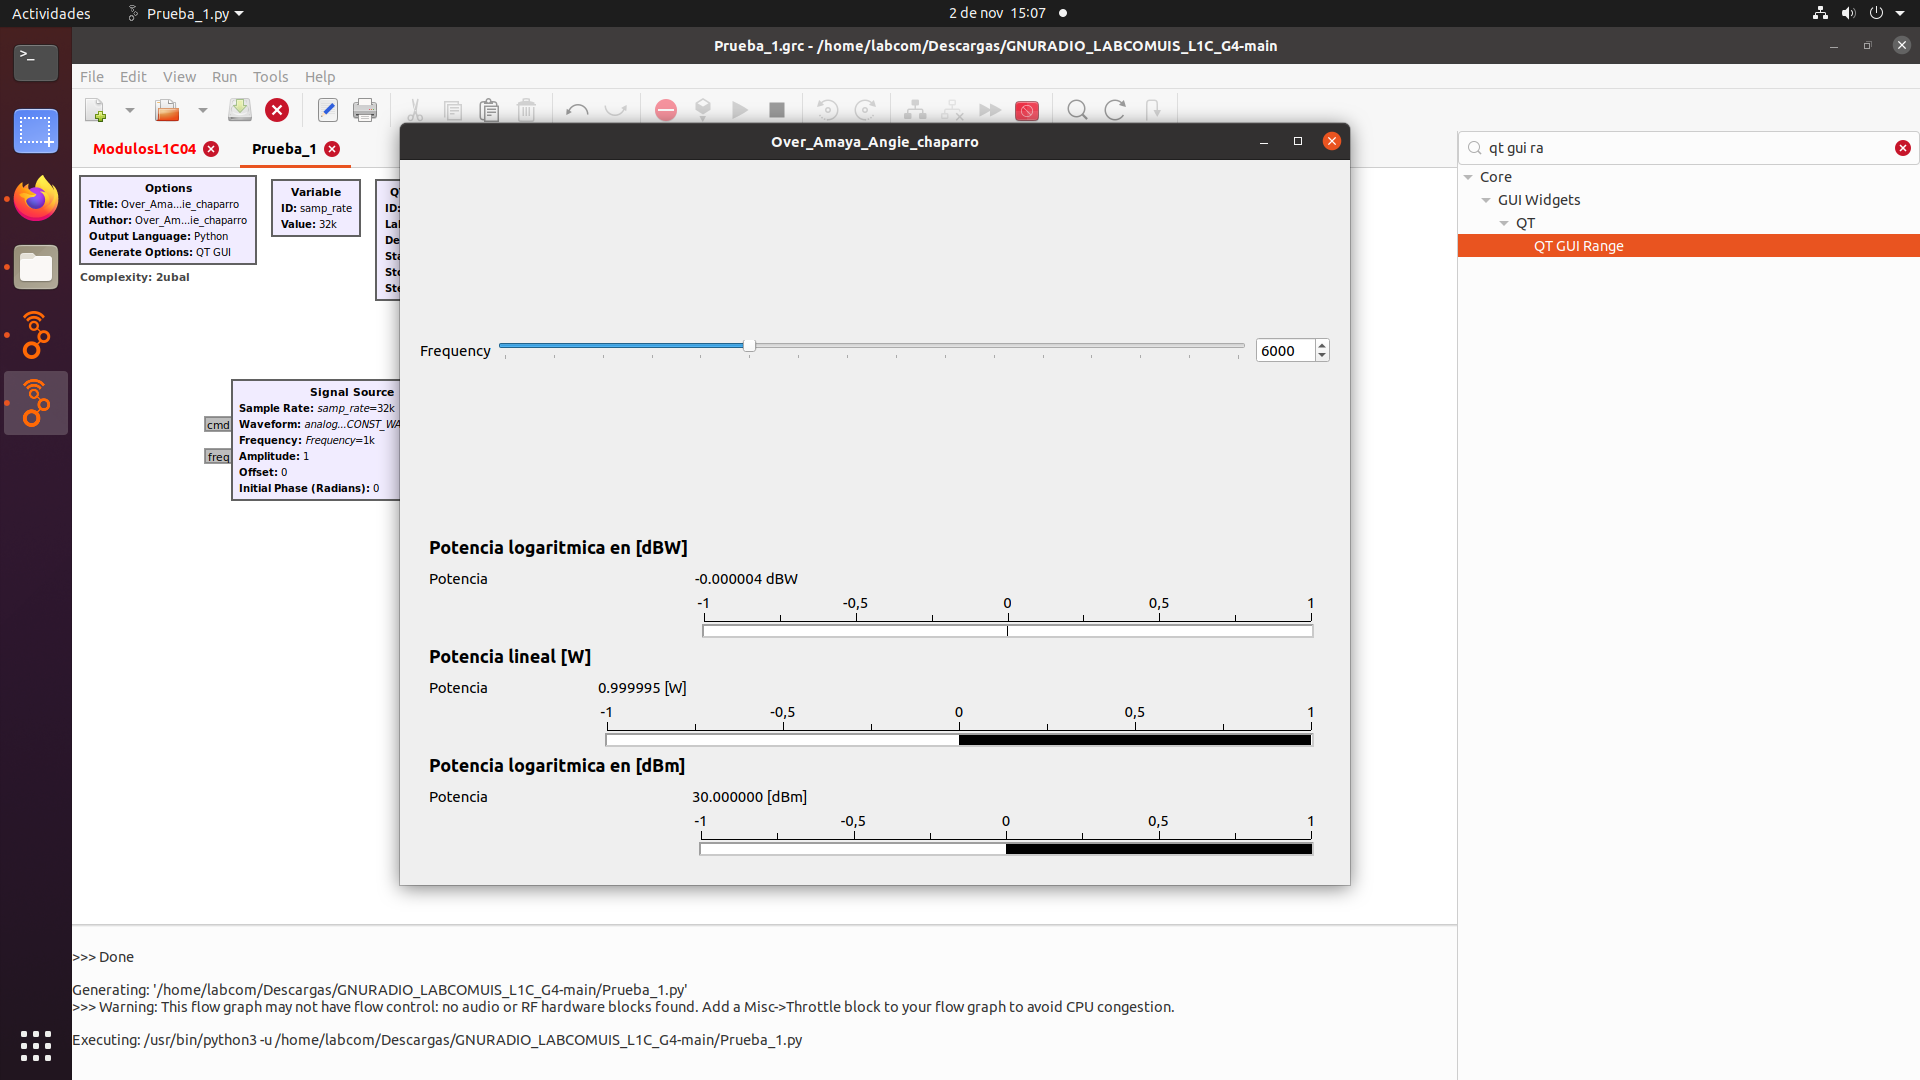 Actividades
Prueba_1.py
2 de nov 15:07
Prueba_1.grc - /home/labcom/Descargas/GNURADIO_LABCOMUIS_L1C_G4-main
File Edit View Run Tools Help
ModulosL1C04
Prueba_1
Over_Amaya_Angie_chaparro
qt gui ra
Core
GUI Widgets
QT
QT GUI Range
Options
Title: Over_Ama...ie_chaparro
Author: Over_Am...ie_chaparro
Output Language: Python
Generate Options: QT GUI
Complexity: 2ubal
Variable
ID: samp_rate
Value: 32k
ID:
Signal Source
Sample Rate: samp_rate=32k
Waveform: analog...CONST_WA
Frequency: Frequency=1k
Amplitude: 1
Offset: 0
Initial Phase (Radians): 0
cmd
freq
Frequency
6000
Potencia logaritmica en [dBW]
Potencia
-0.000004 dBW
-1 -0,5 0 0,5 1
Potencia lineal [W]
Potencia
0.999995 [W]
-1 -0,5 0 0,5 1
Potencia logaritmica en [dBm]
Potencia
30.000000 [dBm]
-1 -0,5 0 0,5 1
>>> Done
Generating: '/home/labcom/Descargas/GNURADIO_LABCOMUIS_L1C_G4-main/Prueba_1.py'
>>> Warning: This flow graph may not have flow control: no audio or RF hardware blocks found. Add a Misc->Throttle block to your flow graph to avoid CPU congestion.
Executing: /usr/bin/python3 -u /home/labcom/Descargas/GNURADIO_LABCOMUIS_L1C_G4-main/Prueba_1.py